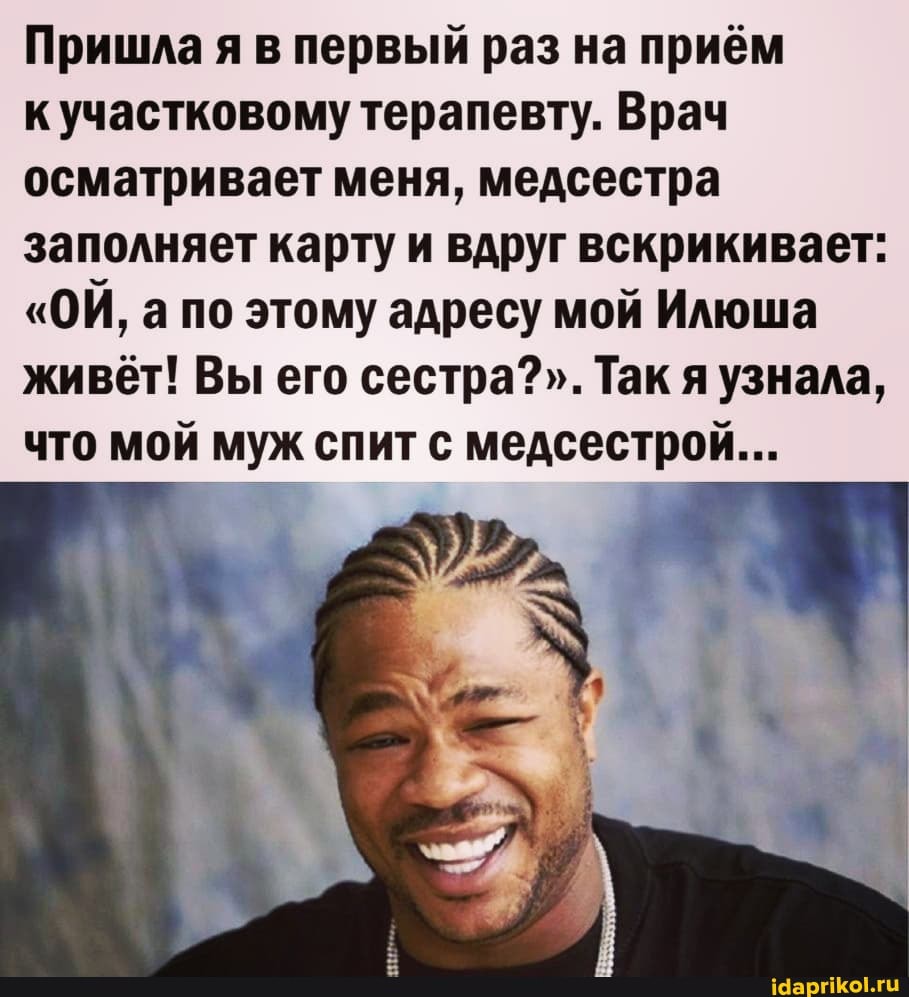 Пришла я в первый раз на приём
к участковому терапевту. Врач
осматривает меня, медсестра
заполняет карту и вдруг вскрикивает:
«ОЙ, а по этому адресу мой Илюша
живёт! Вы его сестра?». Так я узнала,
что мой муж спит с медсестрой...
idaprikol.ru